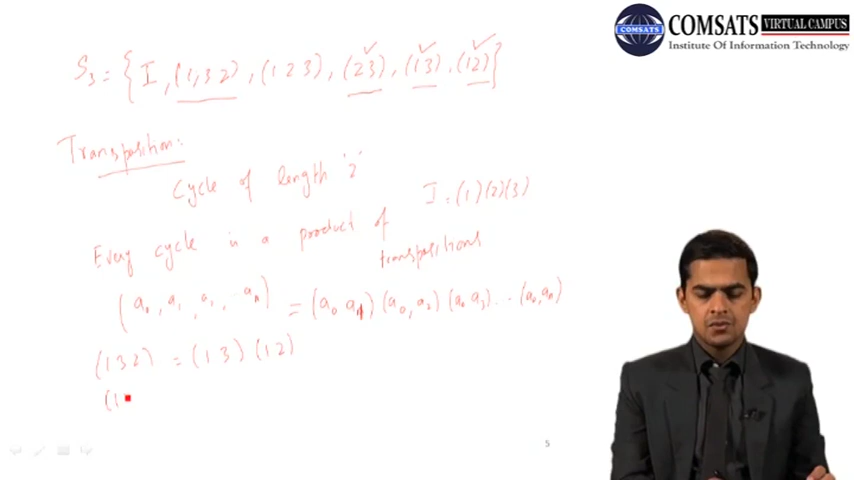 COMSATS VIRTUAL CAMPUS
Institute Of Information Technology
S₃ = { I, (1,3 2), (1 2 3), (2 3), (1 3), (1 2) }
Transposition:
Cycle of length '2'
I = (1)(2)(3)
Every cycle is a product of
transpositions
(a₀, a₁, a₂, .. aₙ) = (a₀ a₁)(a₀, a₂)(a₀ a₃) ... (a₀, aₙ)
(1 3 2) = (1 3)(1 2)
(1
5